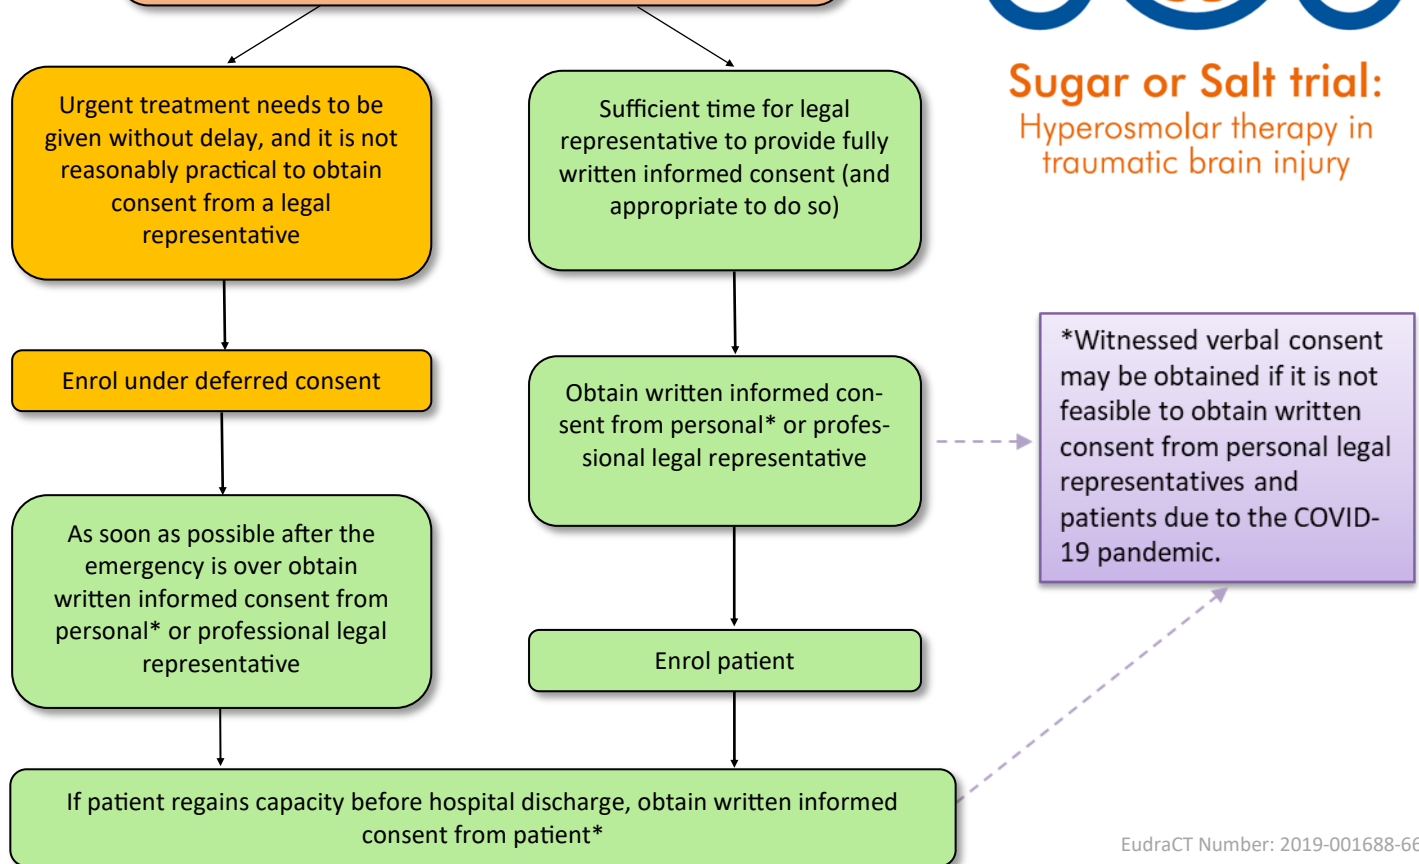 Sugar or Salt trial:
Hyperosmolar therapy in
traumatic brain injury
Urgent treatment needs to be
given without delay, and it is not
reasonably practical to obtain
consent from a legal
representative
Sufficient time for legal
representative to provide fully
written informed consent (and
appropriate to do so)
Enrol under deferred consent
Obtain written informed con-
sent from personal* or profes-
sional legal representative
*Witnessed verbal consent
may be obtained if it is not
feasible to obtain written
consent from personal legal
representatives and
patients due to the COVID-
19 pandemic.
As soon as possible after the
emergency is over obtain
written informed consent from
personal* or professional legal
representative
Enrol patient
If patient regains capacity before hospital discharge, obtain written informed
consent from patient*
EudraCT Number: 2019-001688-66